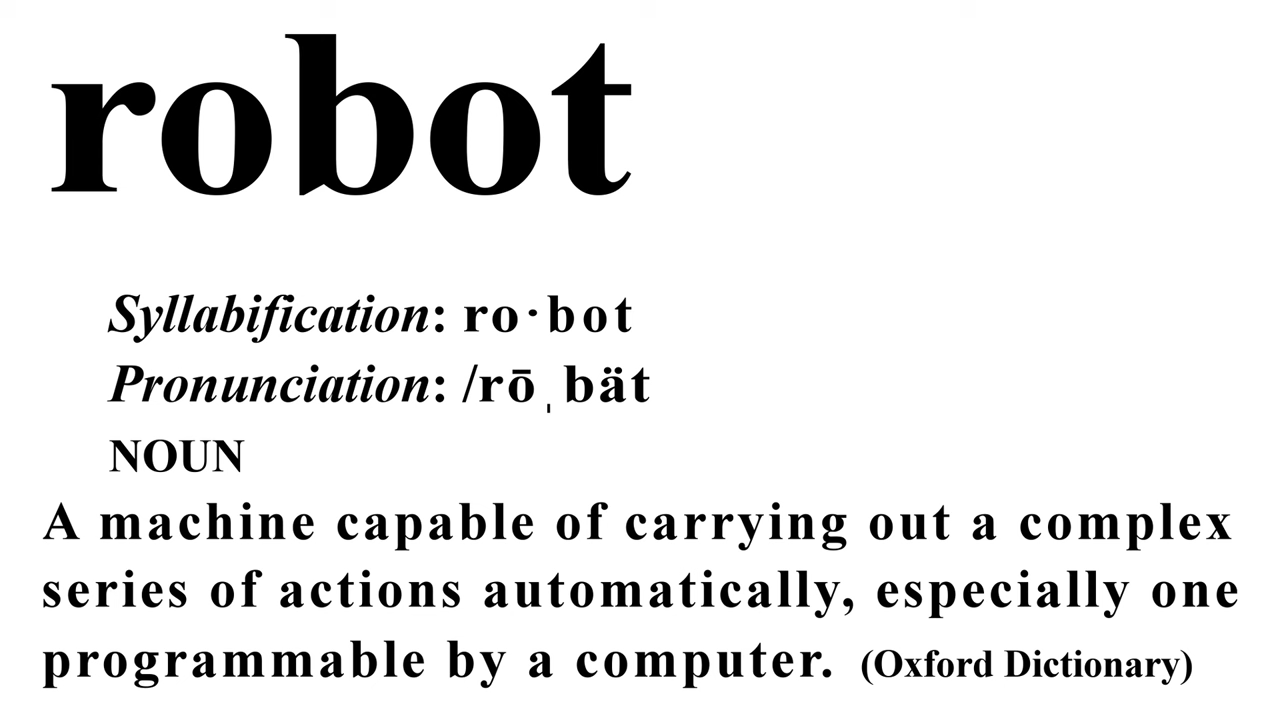 robot
Syllabification: ro·bot
Pronunciation: /rōˌbät
NOUN
A machine capable of carrying out a complex
series of actions automatically, especially one
programmable by a computer. (Oxford Dictionary)